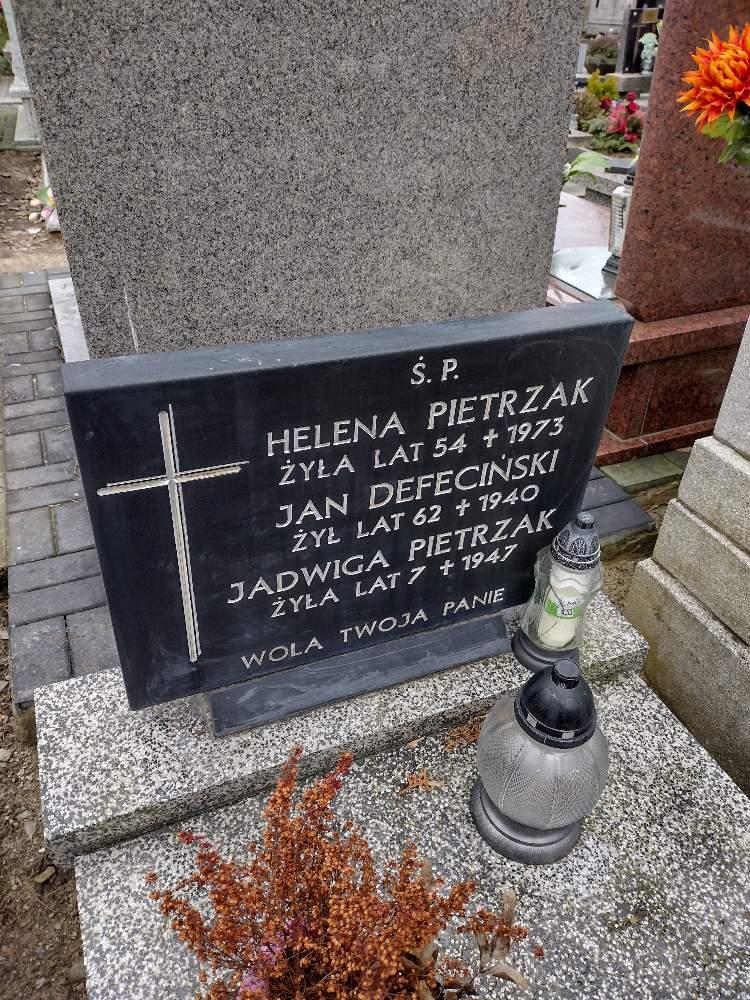 Ś. P.
HELENA PIETRZAK
ŻYŁA LAT 54 + 1973
JAN DEFECIŃSKI
ŻYŁ LAT 62 + 1940
JADWIGA PIETRZAK
ŻYŁA LAT 7 + 1947
WOLA TWOJA PANIE